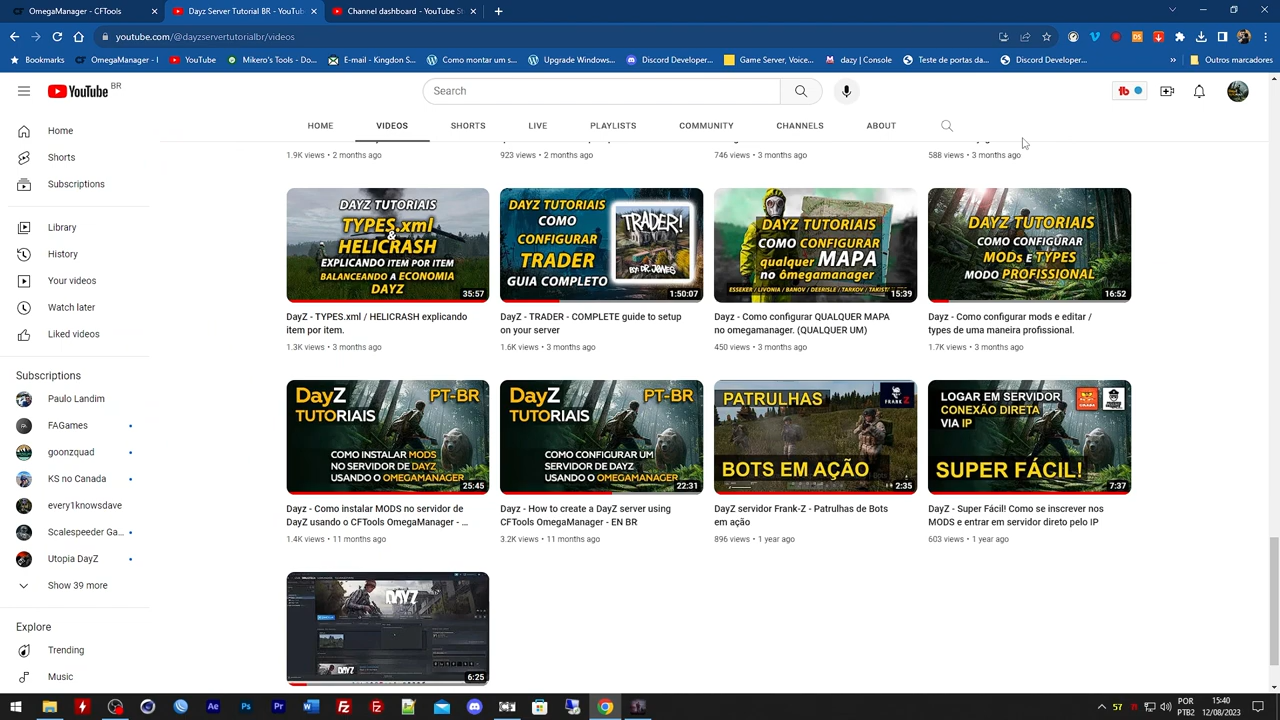 OmegaManager - CFTools
DayZ Server Tutorial BR - YouTub
Channel dashboard - YouTube St
youtube.com/@dayzservertutorialbr/videos
Bookmarks
OmegaManager - I
YouTube
Mikero's Tools - Do...
E-mail - Kingdon S...
Como montar um s...
Upgrade Windows...
Discord Developer...
Game Server, Voice...
dazy | Console
Teste de portas da...
Discord Developer...
»
Outros marcadores
YouTube BR
Search
HOME
VIDEOS
SHORTS
LIVE
PLAYLISTS
COMMUNITY
CHANNELS
ABOUT
Home
Shorts
Subscriptions
Library
History
Your videos
Watch later
Liked videos
Subscriptions
Paulo Landim
FAGames
goonzquad
KS no Canada
every1knowsdave
Scalespeeder Ga...
Utopia DayZ
Show 39 more
Explore
Trending
Music
1.9K views • 2 months ago
923 views • 2 months ago
746 views • 3 months ago
588 views • 3 months ago
DAYZ TUTORIAIS
TYPES.xml
&
HELICRASH
EXPLICANDO ITEM POR ITEM
BALANCEANDO A ECONOMIA
DAYZ
35:57
DayZ - TYPES.xml / HELICRASH explicando
item por item.
1.3K views • 3 months ago
DAYZ TUTORIAIS
COMO
CONFIGURAR
TRADER
GUIA COMPLETO
TRADER!
BY: DR_JONES
1:50:07
DayZ - TRADER - COMPLETE guide to setup
on your server
1.6K views • 3 months ago
DAYZ TUTORIAIS
COMO CONFIGURAR
qualquer MAPA
no ômegamanager
ESSEKER / LIVONIA / BANOV / DEERISLE / TARKOV / TAKIST
15:39
Dayz - Como configurar QUALQUER MAPA
no omegamanager. (QUALQUER UM)
450 views • 3 months ago
DAYZ TUTORIAIS
COMO CONFIGURAR
MODs e TYPES
MODO PROFISSIONAL
16:52
Dayz - Como configurar mods e editar /
types de uma maneira profissional.
1.7K views • 3 months ago
DayZ
TUTORIAIS
PT-BR
COMO INSTALAR MODS
NO SERVIDOR DE DAYZ
USANDO O OMEGAMANAGER
25:45
Dayz - Como instalar MODS no servidor de
DayZ usando o CFTools OmegaManager - ...
1.4K views • 11 months ago
DayZ
TUTORIAIS
PT-BR
COMO CONFIGURAR UM
SERVIDOR DE DAYZ
USANDO O OMEGAMANAGER
22:31
Dayz - How to create a DayZ server using
CFTools OmegaManager - EN BR
3.2K views • 11 months ago
PATRULHAS
FRANK-Z
BOTS EM AÇÃO
2:35
DayZ servidor Frank-Z - Patrulhas de Bots
em ação
896 views • 1 year ago
LOGAR EM SERVIDOR
CONEXÃO DIRETA
VIA IP
SUPER FÁCIL!
7:37
DayZ - Super Fácil! Como se inscrever nos
MODS e entrar em servidor direto pelo IP
603 views • 1 year ago
DAYZ
DAYZ
6:25
57
POR
PTB2
15:40
12/08/2023